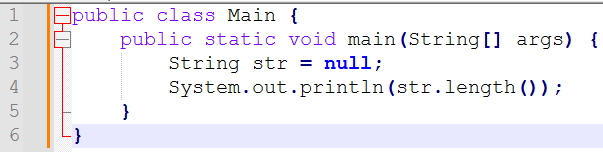 1 public class Main {
2     public static void main(String[] args) {
3         String str = null;
4         System.out.println(str.length());
5     }
6 }